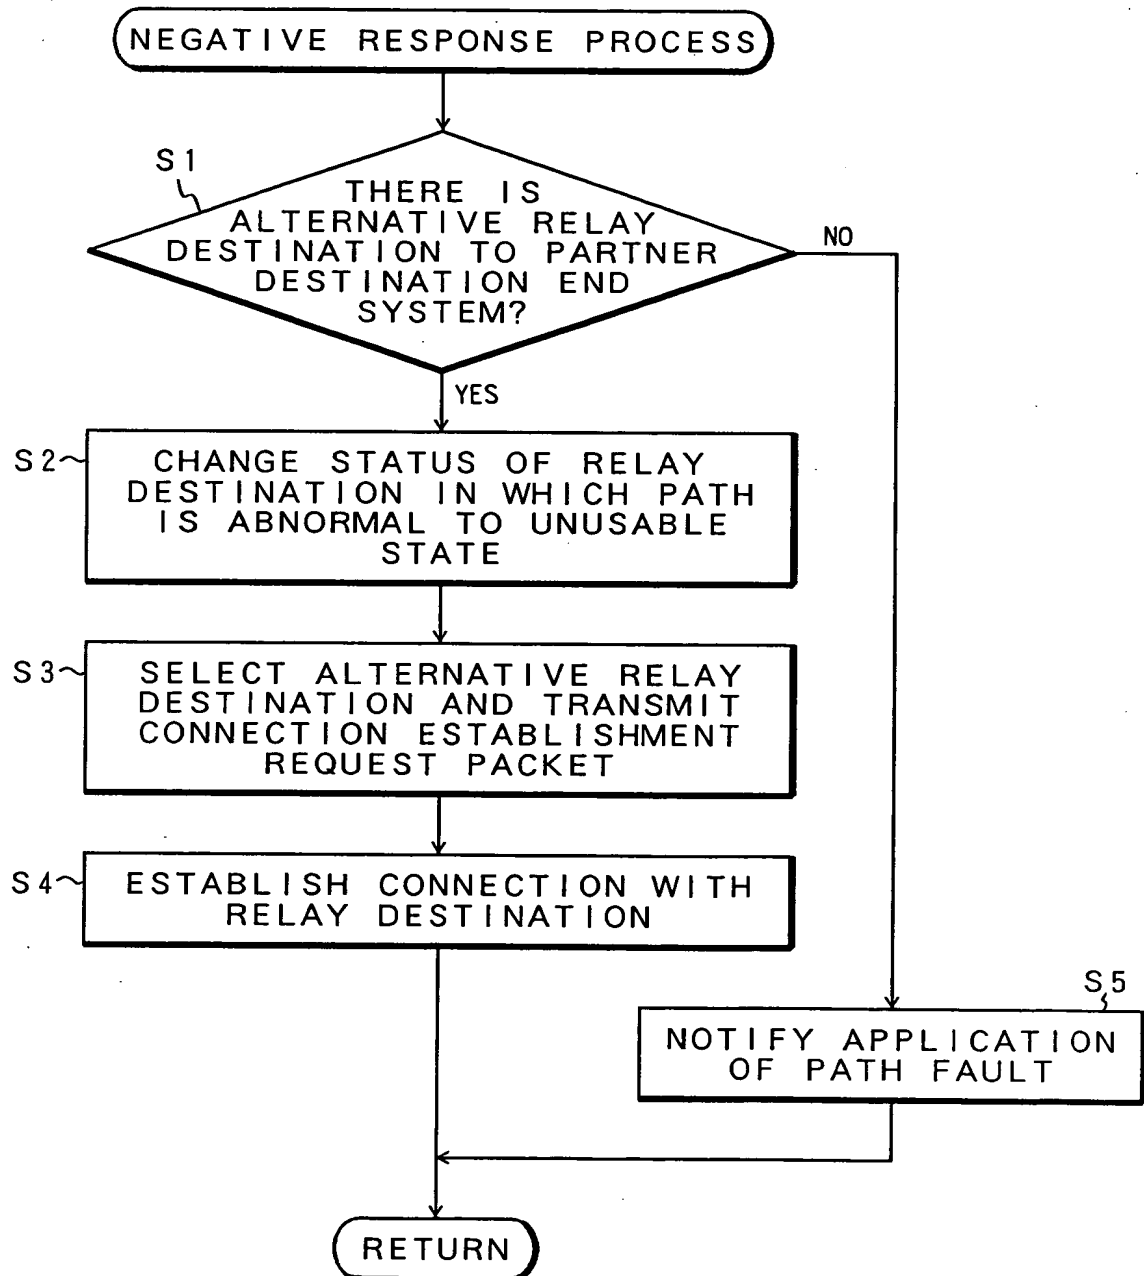 NEGATIVE RESPONSE PROCESS
S1
THERE IS
ALTERNATIVE RELAY
DESTINATION TO PARTNER
DESTINATION END
SYSTEM?
NO
YES
S2
CHANGE STATUS OF RELAY
DESTINATION IN WHICH PATH
IS ABNORMAL TO UNUSABLE
STATE
S3
SELECT ALTERNATIVE RELAY
DESTINATION AND TRANSMIT
CONNECTION ESTABLISHMENT
REQUEST PACKET
S4
ESTABLISH CONNECTION WITH
RELAY DESTINATION
S5
NOTIFY APPLICATION
OF PATH FAULT
RETURN